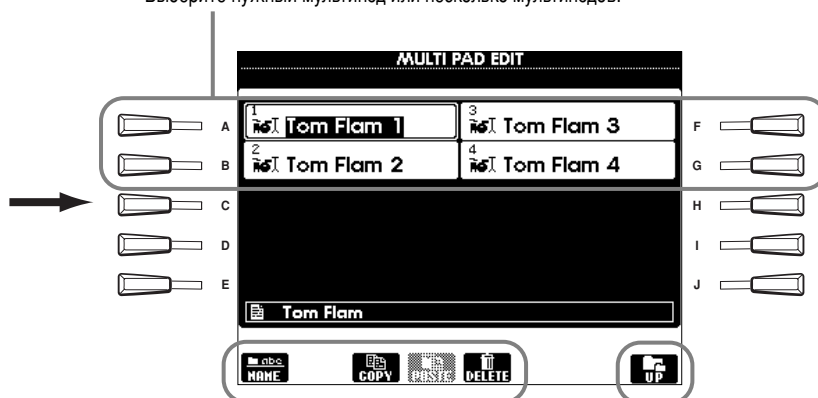 Выберите нужный мультипэд или несколько мультипэдов.
MULTI PAD EDIT
A
1 Tom Flam 1
3 Tom Flam 3
F
B
2 Tom Flam 2
4 Tom Flam 4
G
C
H
D
I
E
J
Tom Flam
abc
NAME
COPY
PASTE
DELETE
UP